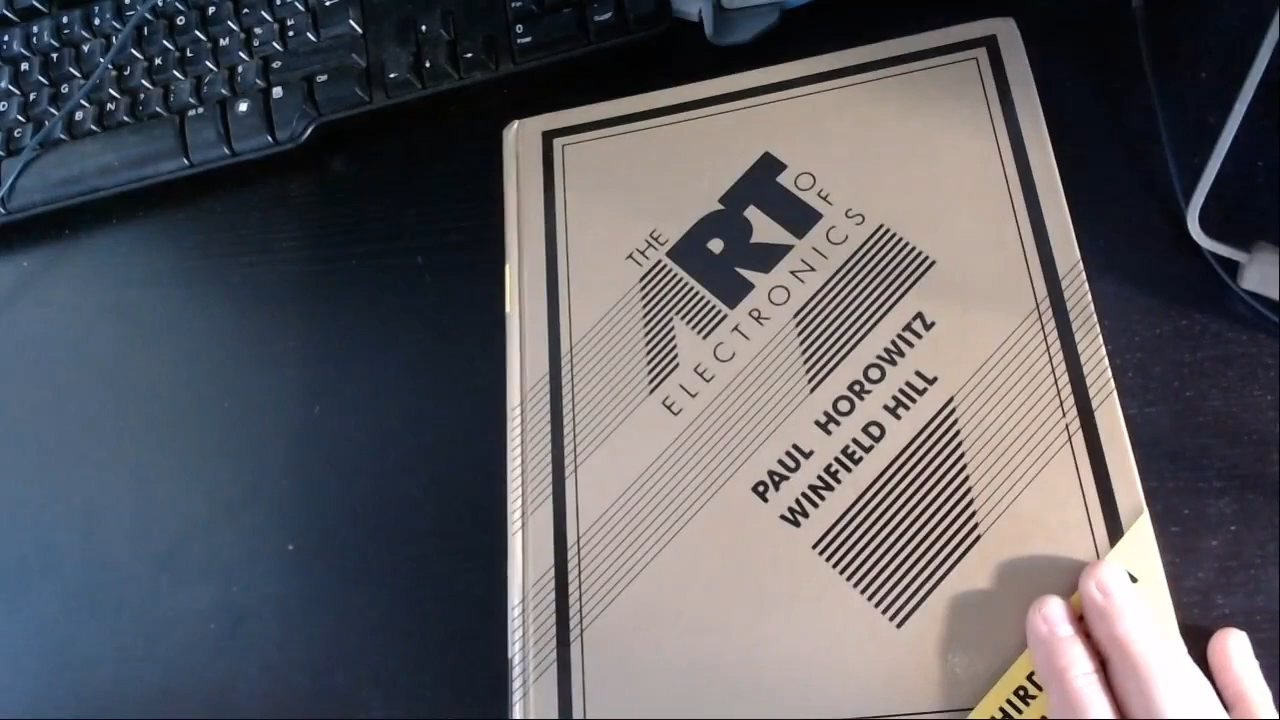 THE
ART
OF
ELECTRONICS
PAUL HOROWITZ
WINFIELD HILL